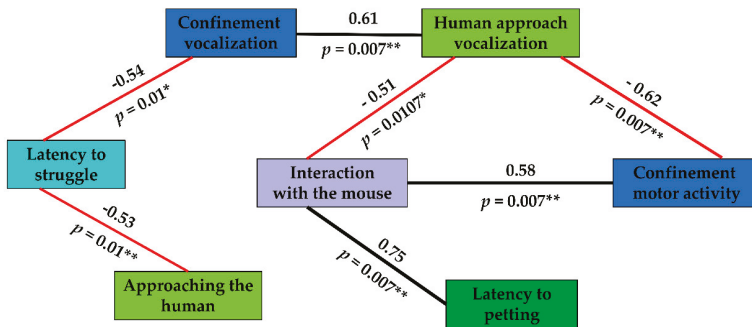 Confinement
vocalization
0.61
p = 0.007**
Human approach
vocalization
-0.54
p = 0.01*
- 0.51
p = 0.0107*
- 0.62
p = 0.007**
Latency to
struggle
Interaction
with the mouse
0.58
p = 0.007**
Confinement
motor activity
-0.53
p = 0.01**
0.75
p = 0.007**
Approaching the
human
Latency to
petting